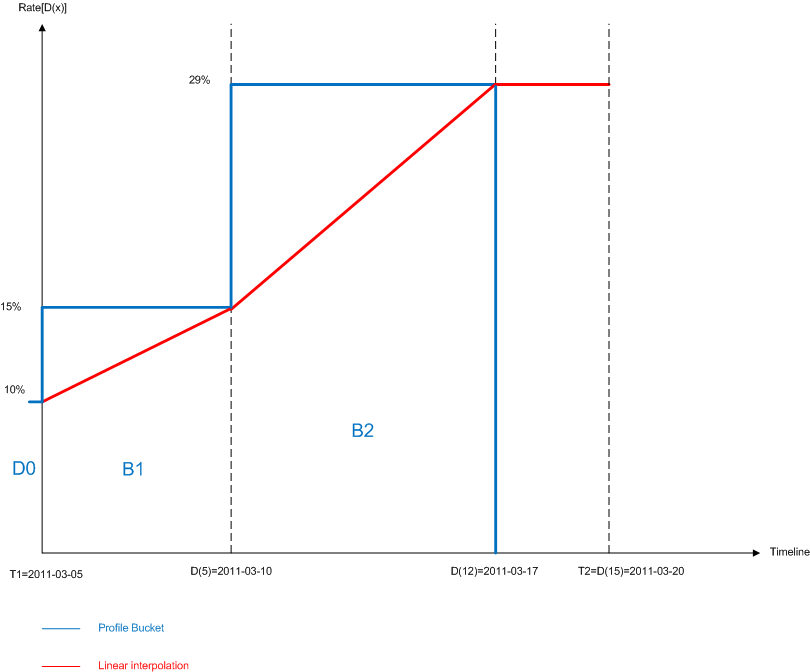 Rate[D(x)]
29%
15%
10%
B2
D0
B1
Timeline
T1=2011-03-05
D(5)=2011-03-10
D(12)=2011-03-17
T2=D(15)=2011-03-20
Profile Bucket
Linear interpolation